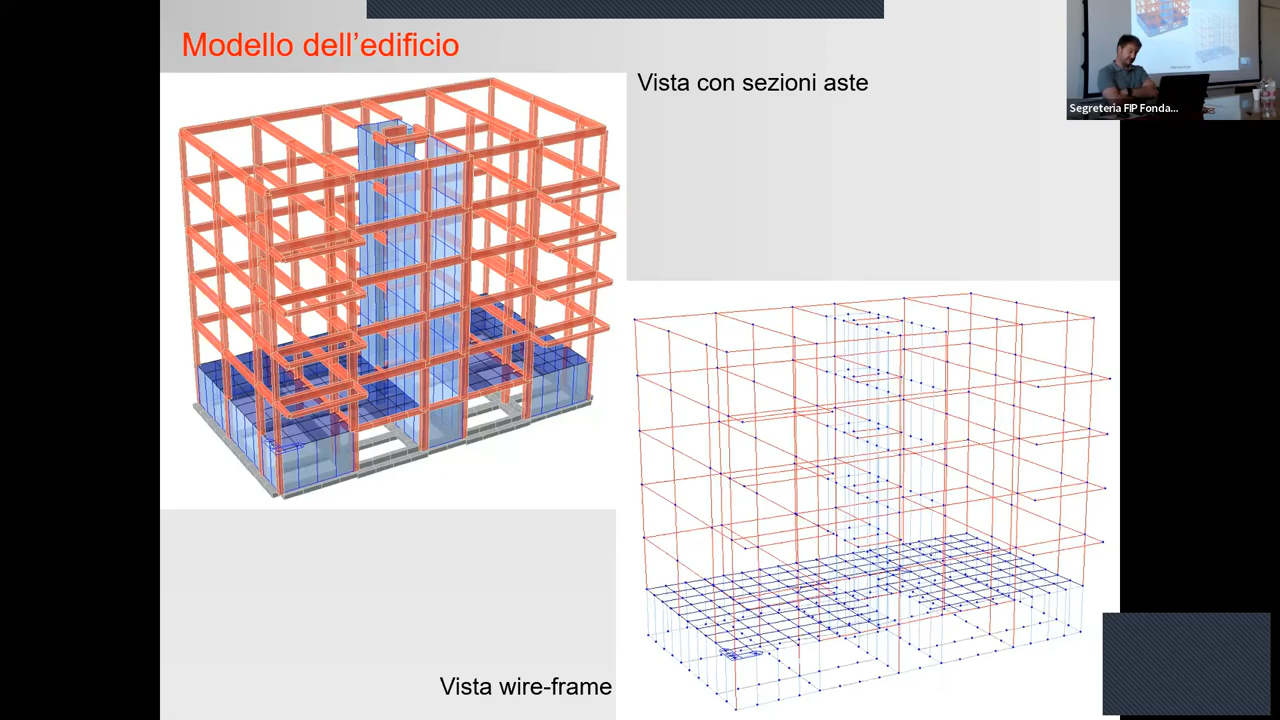 Modello dell’edificio
Vista con sezioni aste
Segreteria FIP Fonda...
Vista wire-frame